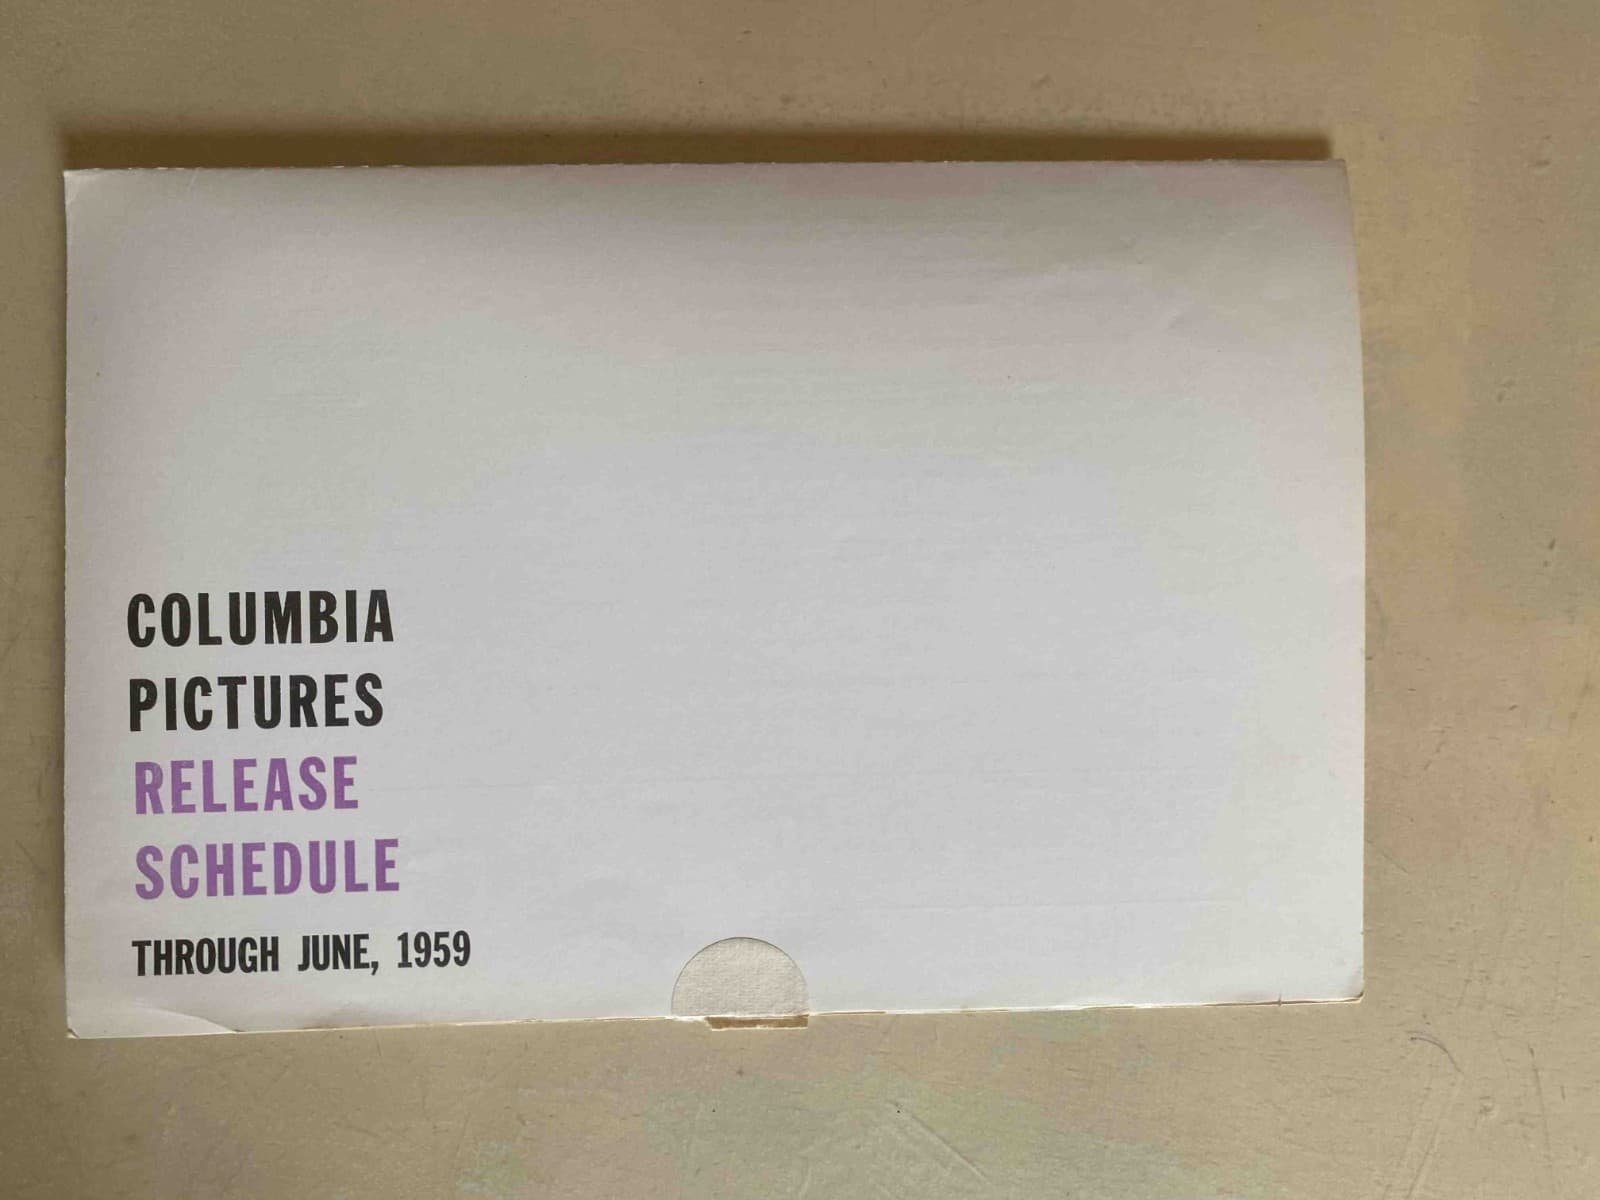 COLUMBIA
PICTURES
RELEASE
SCHEDULE
THROUGH JUNE, 1959